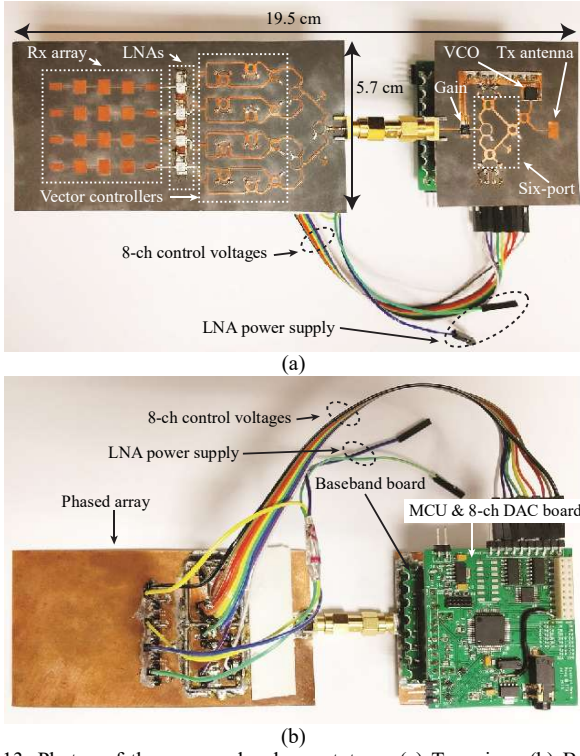 19.5 cm
Rx array
LNAs
VCO
Tx antenna
5.7 cm
Gain
Vector controllers
Six-port
8-ch control voltages
LNA power supply
(a)
8-ch control voltages
LNA power supply
Baseband board
Phased array
MCU & 8-ch DAC board
(b)